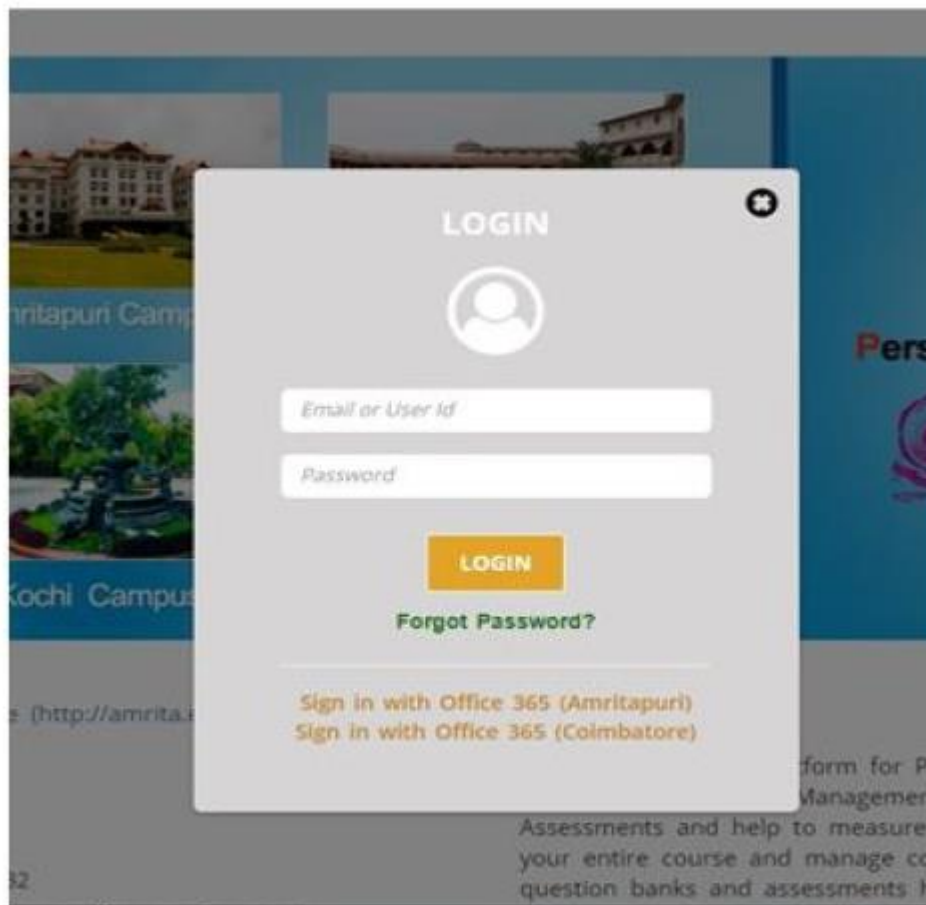 LOGIN
Email or User Id
Password
LOGIN
Forgot Password?
Sign in with Office 365 (Amritapuri)
Sign in with Office 365 (Coimbatore)
nritapuri Camp
Kochi Campus
Pers
e (http://amrita.e
tform for P
Managemen
Assessments and help to measure
your entire course and manage co
question banks and assessments h
32